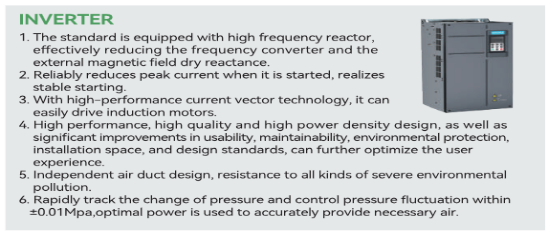 INVERTER
1. The standard is equipped with high frequency reactor,
effectively reducing the frequency converter and the
external magnetic field dry reactance.
2. Reliably reduces peak current when it is started, realizes
stable starting.
3. With high-performance current vector technology, it can
easily drive induction motors.
4. High performance, high quality and high power density design, as well as
significant improvements in usability, maintainability, environmental protection,
installation space, and design standards, can further optimize the user
experience.
5. Independent air duct design, resistance to all kinds of severe environmental
pollution.
6. Rapidly track the change of pressure and control pressure fluctuation within
±0.01Mpa,optimal power is used to accurately provide necessary air.